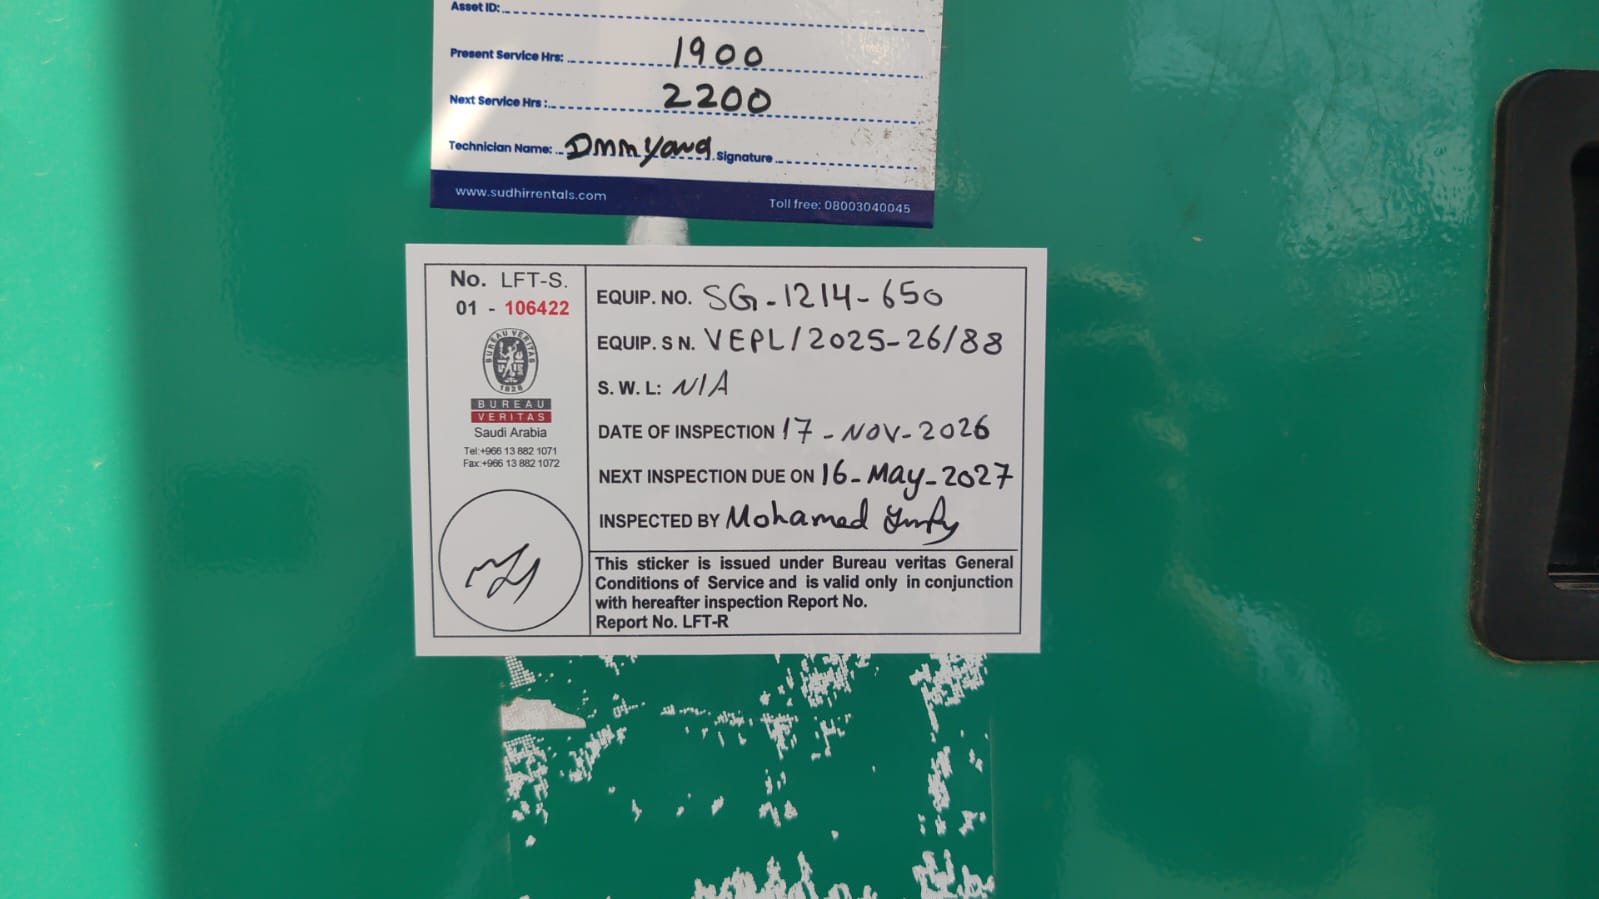 Asset ID:
Present Service Hrs: 1900
Next Service Hrs: 2200
Technician Name: Signature
www.sudhirrentals.com Toll free: 08003040045
No. LFT-S.
01 - 106422
BUREAU VERITAS
1828
BUREAU
VERITAS
Saudi Arabia
Tel:+966 13 882 1071
Fax:+966 13 882 1072
EQUIP. NO. SG-1214-650
EQUIP. S N. VEPL/2025-26/88
S. W. L: N/A
DATE OF INSPECTION 17-NOV-2026
NEXT INSPECTION DUE ON 16-May-2027
INSPECTED BY Mohamed
This sticker is issued under Bureau veritas General
Conditions of Service and is valid only in conjunction
with hereafter inspection Report No.
Report No. LFT-R